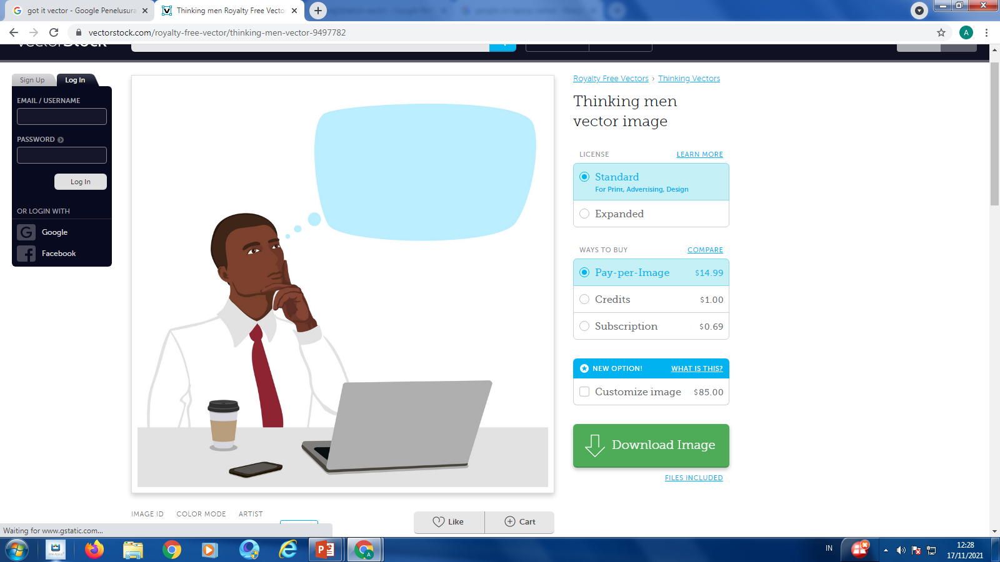 got it vector - Google Penelusura
Thinking men Royalty Free Vector
vectorstock.com/royalty-free-vector/thinking-men-vector-9497782
A
VectorStock
Sign Up
Log In
EMAIL / USERNAME
PASSWORD
Log In
OR LOGIN WITH
Google
Facebook
Royalty Free Vectors › Thinking Vectors
Thinking men
vector image
LICENSE LEARN MORE
Standard
For Print, Advertising, Design
Expanded
WAYS TO BUY COMPARE
Pay-per-Image $14.99
Credits $1.00
Subscription $0.69
NEW OPTION! WHAT IS THIS?
Customize image $85.00
Download Image
FILES INCLUDED
IMAGE ID COLOR MODE ARTIST
Like
Cart
Waiting for www.gstatic.com...
IN
12:28
17/11/2021